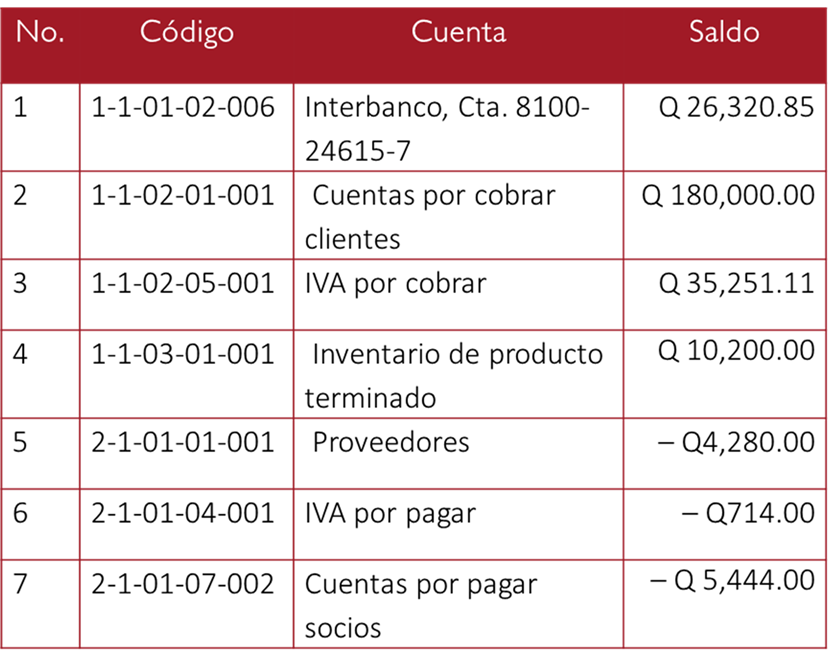 No. Código Cuenta Saldo
1 1-1-01-02-006 Interbanco, Cta. 8100- Q 26,320.85
24615-7
2 1-1-02-01-001 Cuentas por cobrar Q 180,000.00
clientes
3 1-1-02-05-001 IVA por cobrar Q 35,251.11
4 1-1-03-01-001 Inventario de producto Q 10,200.00
terminado
5 2-1-01-01-001 Proveedores – Q4,280.00
6 2-1-01-04-001 IVA por pagar – Q714.00
7 2-1-01-07-002 Cuentas por pagar – Q 5,444.00
socios